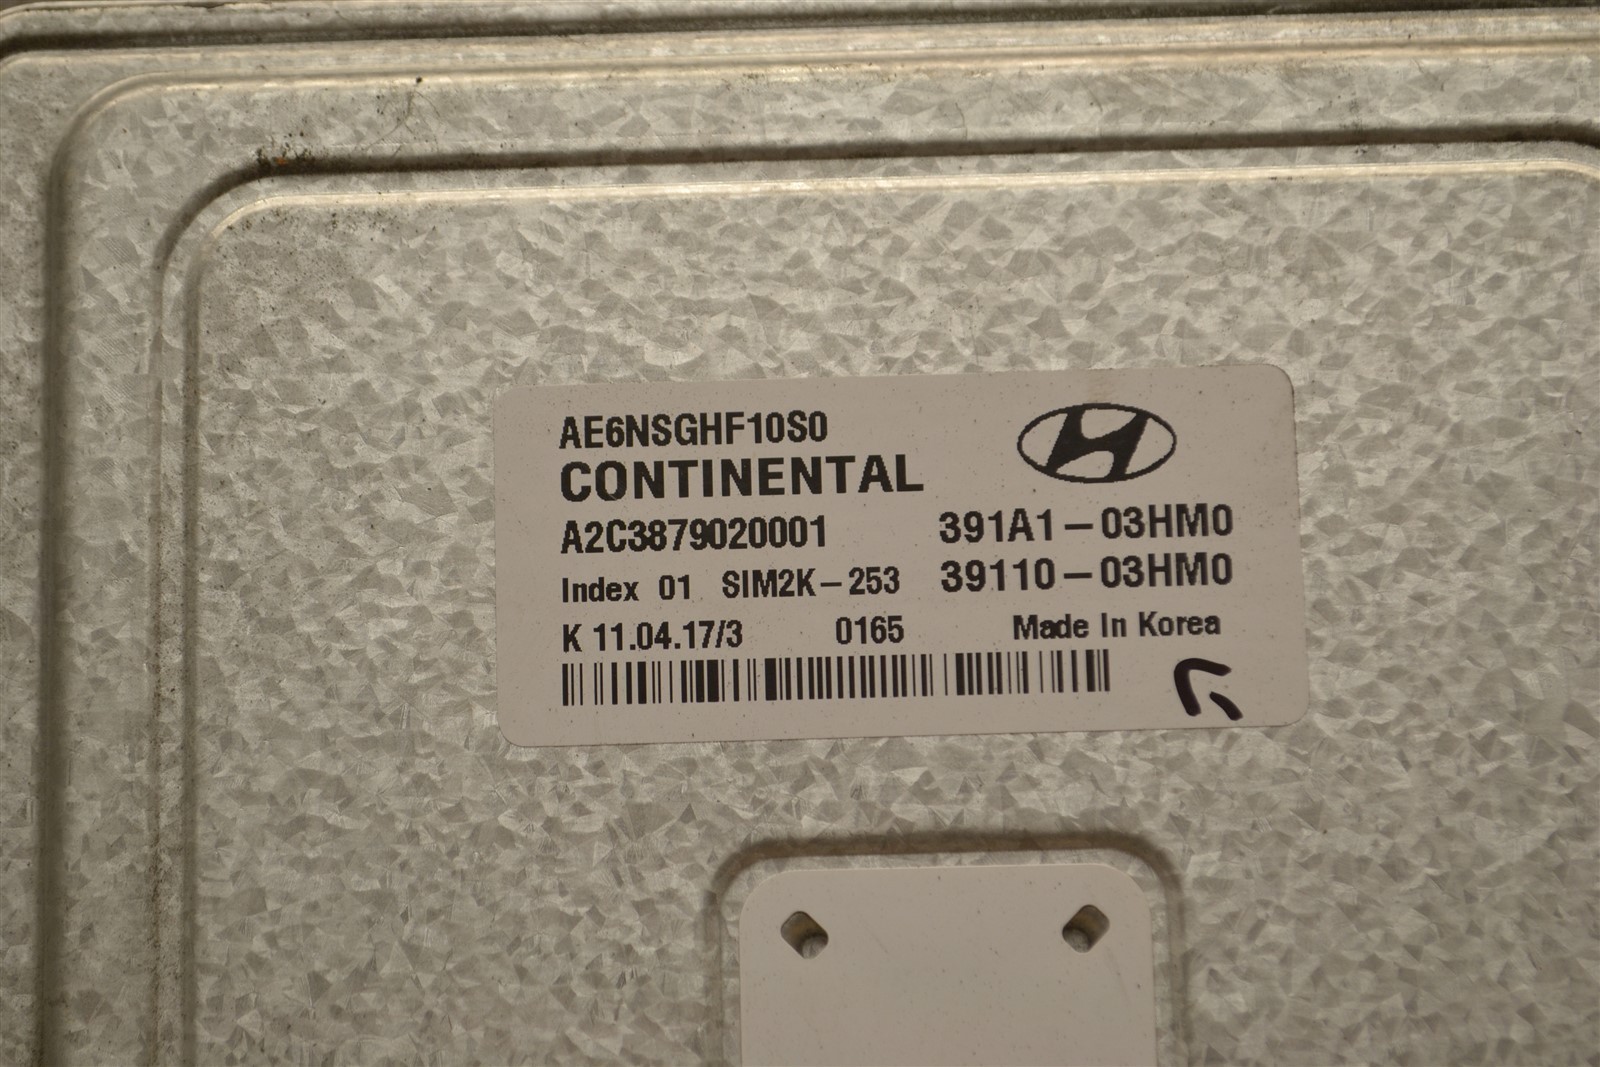 AE6NSGHF10S0
CONTINENTAL
A2C3879020001 391A1-03HM0
Index 01 SIM2K-253 39110-03HM0
K 11.04.17/3 0165 Made In Korea